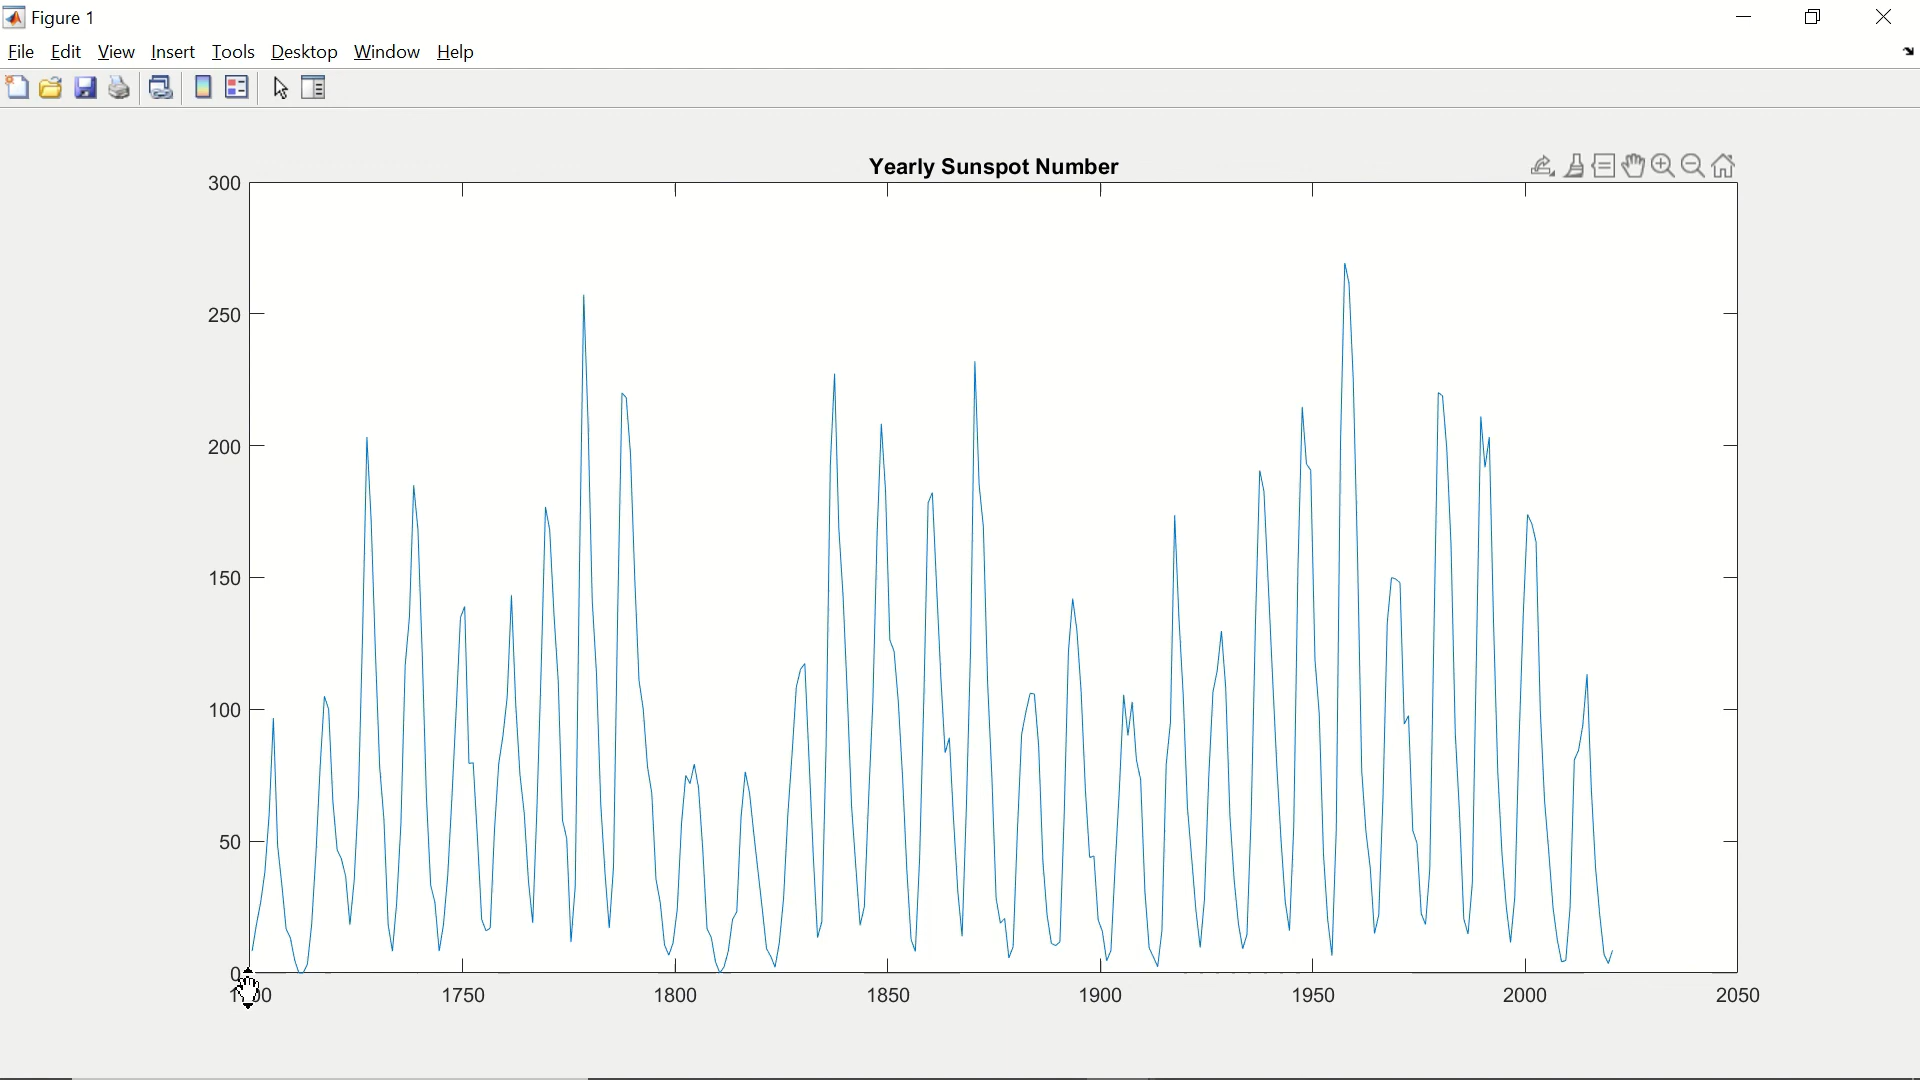 Figure 1
File Edit View Insert Tools Desktop Window Help
Yearly Sunspot Number
300
250
200
150
100
50
0
1750 1800 1850 1900 1950 2000 2050